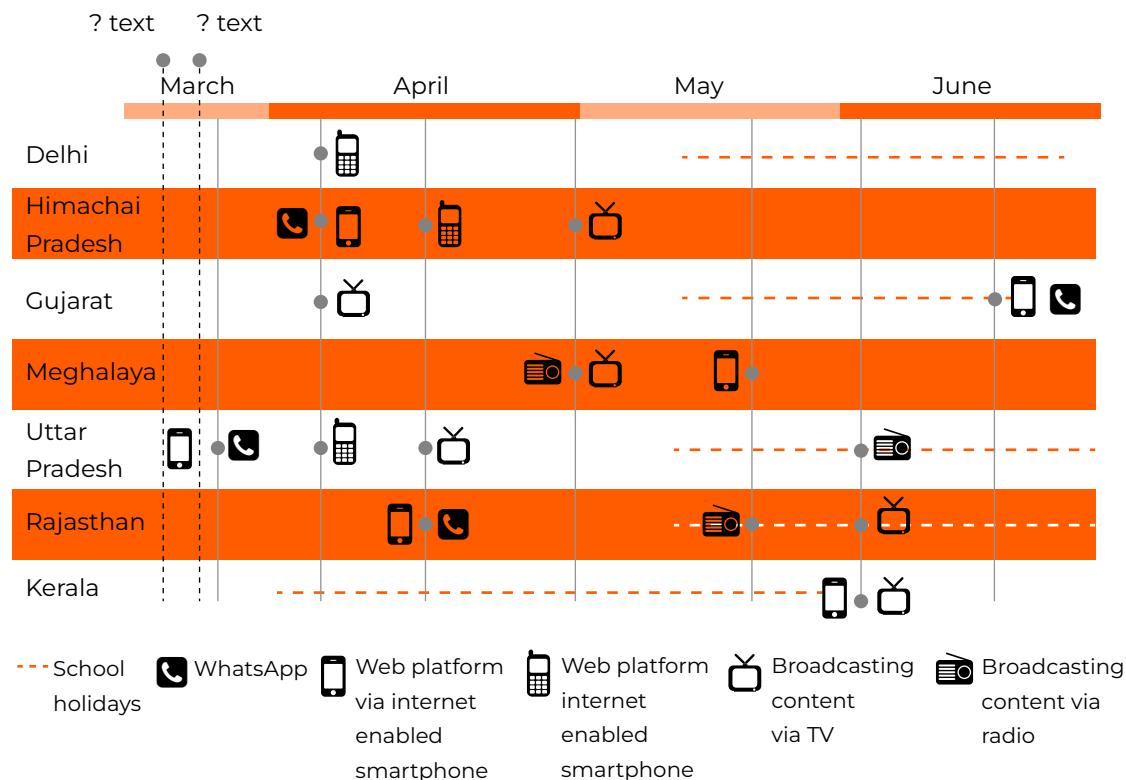 ? text ? text
March April May June
Delhi
Himachai
Pradesh
Gujarat
Meghalaya
Uttar
Pradesh
Rajasthan
Kerala
School
holidays
WhatsApp
Web platform
via internet
enabled
smartphone
Web platform
internet
enabled
smartphone
Broadcasting
content
via TV
Broadcasting
content via
radio